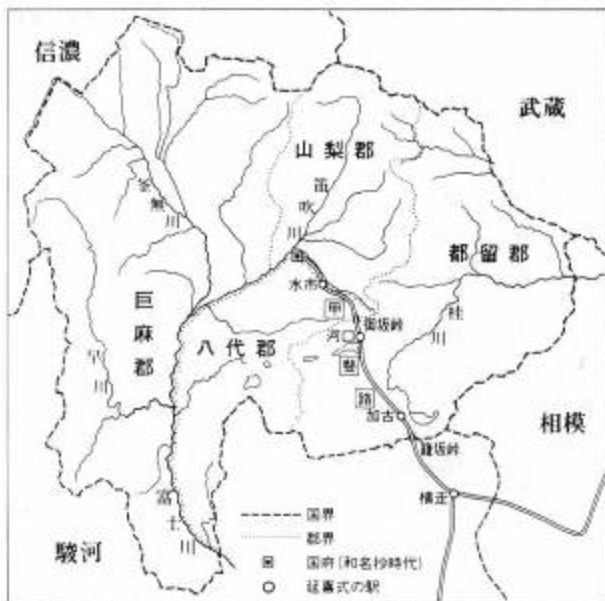 信濃
武蔵
山梨郡
笛吹川
釜無川
都留郡
国
水市
甲
御坂峠
河口
桂川
巨麻郡
八代郡
早川
路
加古
籠坂峠
相模
横走
富士川
駿河
国界
郡界
国 国府(和名抄時代)
延喜式の駅